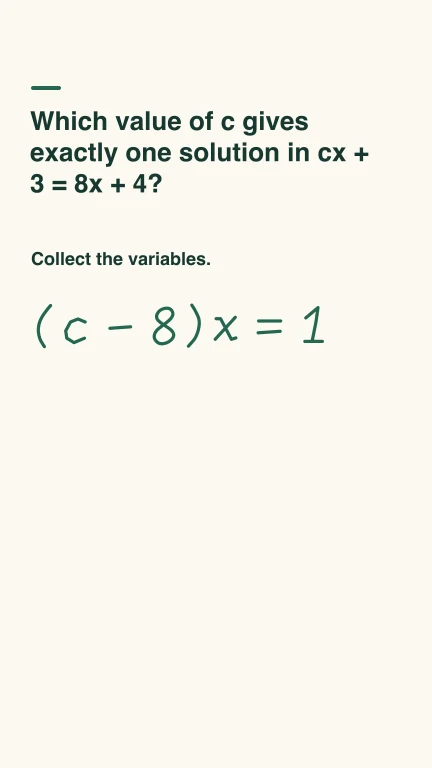 Which value of c gives
exactly one solution in cx +
3 = 8x + 4?
Collect the variables.
(c - 8)x = 1